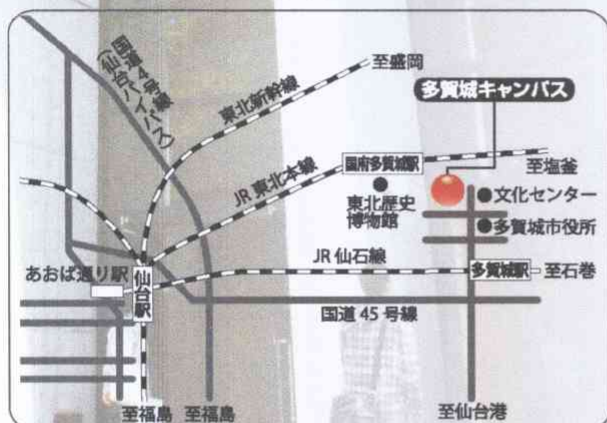 国道4号線
(仙台バイパス)
東北新幹線
至盛岡
多賀城キャンパス
JR 東北本線
国府多賀城駅
至塩釜
東北歴史
博物館
文化センター
多賀城市役所
JR 仙石線
あおば通り駅
仙台駅
多賀城駅
至石巻
国道 45 号線
至福島
至福島
至仙台港